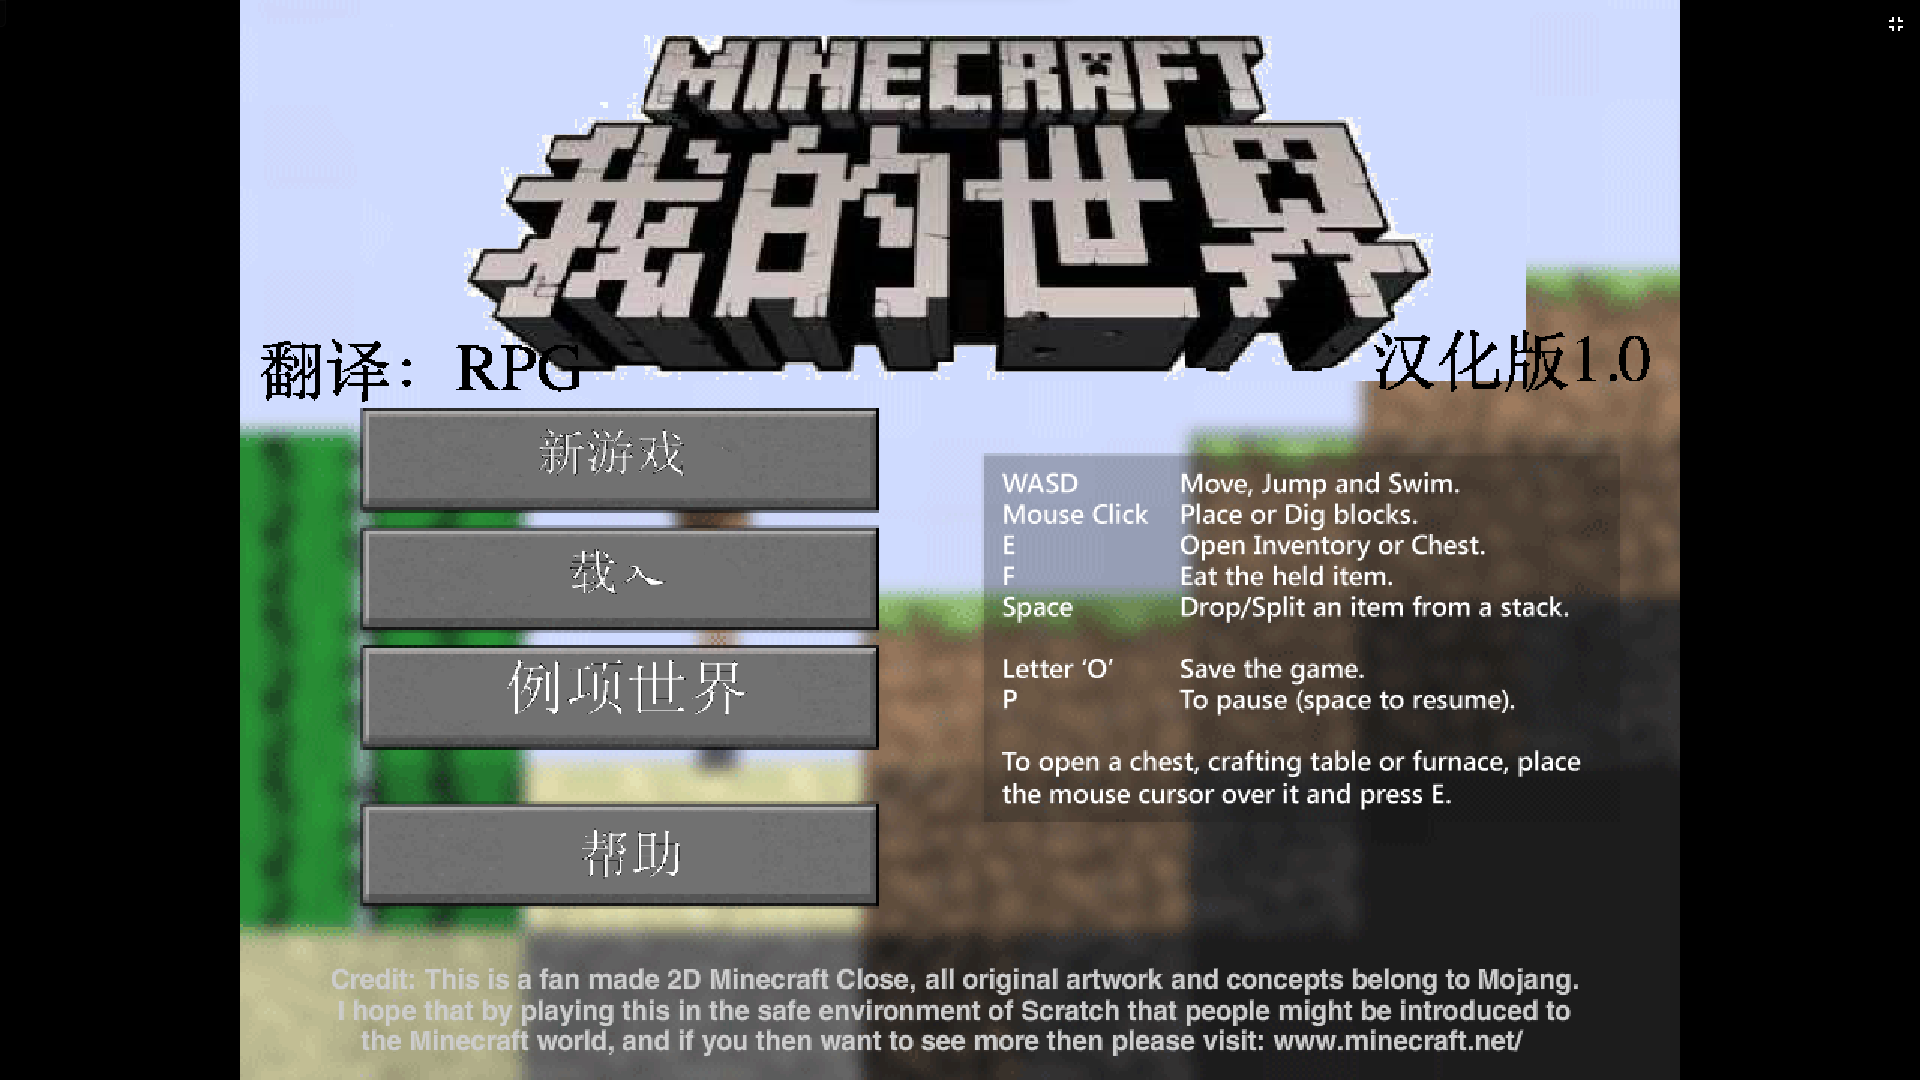 MINECRAFT
我的世界
翻译：RPG
汉化版1.0
新游戏
载入
例项世界
帮助
WASD Move, Jump and Swim.
Mouse Click Place or Dig blocks.
E Open Inventory or Chest.
F Eat the held item.
Space Drop/Split an item from a stack.
Letter ‘O’ Save the game.
P To pause (space to resume).
To open a chest, crafting table or furnace, place
the mouse cursor over it and press E.
Credit: This is a fan made 2D Minecraft Close, all original artwork and concepts belong to Mojang.
I hope that by playing this in the safe environment of Scratch that people might be introduced to
the Minecraft world, and if you then want to see more then please visit: www.minecraft.net/